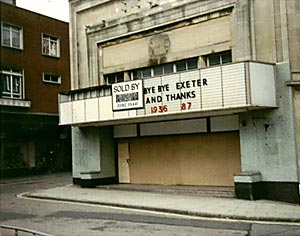 SOLD BY
BYE BYE EXETER
AND THANKS
1936 87